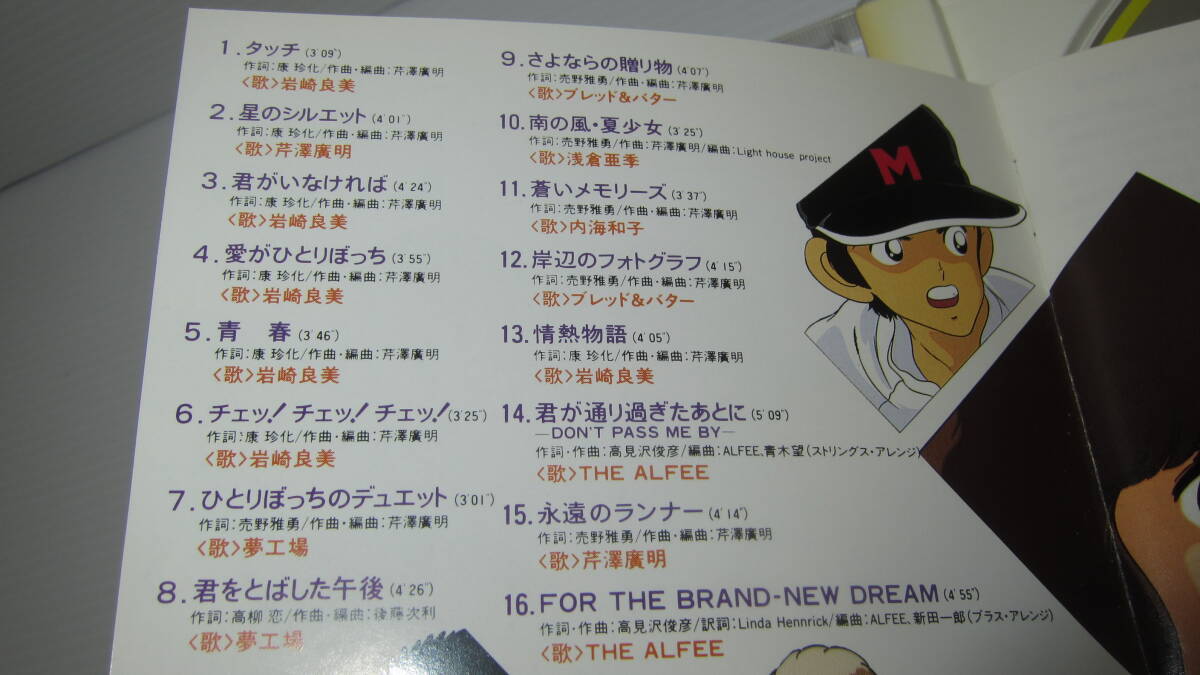 1.タッチ(3´09˝)
作詞:康 珍化/作曲・編曲:芹澤廣明
〈歌〉岩崎良美
2.星のシルエット(4´01˝)
作詞:康 珍化/作曲・編曲:芹澤廣明
〈歌〉芹澤廣明
3.君がいなければ(4´24˝)
作詞:康 珍化/作曲・編曲:芹澤廣明
〈歌〉岩崎良美
4.愛がひとりぼっち(3´55˝)
作詞:康 珍化/作曲・編曲:芹澤廣明
〈歌〉岩崎良美
5.青 春(3´46˝)
作詞:康 珍化/作曲・編曲:芹澤廣明
〈歌〉岩崎良美
6.チェッ!チェッ!チェッ!(3´25˝)
作詞:康 珍化/作曲・編曲:芹澤廣明
〈歌〉岩崎良美
7.ひとりぼっちのデュエット(3´01˝)
作詞:売野雅勇/作曲・編曲:芹澤廣明
〈歌〉夢工場
8.君をとばした午後(4´26˝)
作詞:高柳 恋/作曲・編曲:後藤次利
〈歌〉夢工場
9.さよならの贈り物(4´07˝)
作詞:売野雅勇/作曲・編曲:芹澤廣明
〈歌〉ブレッド&バター
10.南の風・夏少女(3´25˝)
作詞:売野雅勇/作曲:芹澤廣明/編曲:Light house project
〈歌〉浅倉亜季
11.蒼いメモリーズ(3´37˝)
作詞:売野雅勇/作曲・編曲:芹澤廣明
〈歌〉内海和子
12.岸辺のフォトグラフ(4´15˝)
作詞:売野雅勇/作曲・編曲:芹澤廣明
〈歌〉ブレッド&バター
13.情熱物語(4´05˝)
作詞:康 珍化/作曲・編曲:芹澤廣明
〈歌〉岩崎良美
14.君が通り過ぎたあとに(5´09˝)
—DON'T PASS ME BY—
作詞・作曲:高見沢俊彦/編曲:ALFEE、青木望(ストリングス・アレンジ)
〈歌〉THE ALFEE
15.永遠のランナー(4´14˝)
作詞:売野雅勇/作曲・編曲:芹澤廣明
〈歌〉芹澤廣明
16.FOR THE BRAND-NEW DREAM(4´55˝)
作詞・作曲:高見沢俊彦/訳詞:Linda Hennrick/編曲:ALFEE、新田一郎(ブラス・アレンジ)
〈歌〉THE ALFEE
M